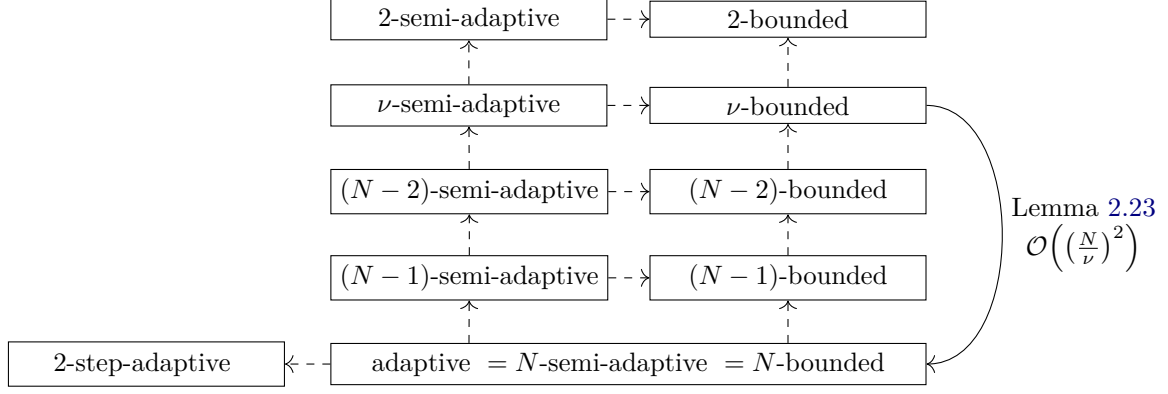 2-semi-adaptive
2-bounded
ν-semi-adaptive
ν-bounded
(N − 2)-semi-adaptive
(N − 2)-bounded
Lemma 2.23
𝒪((N/ν)²)
(N − 1)-semi-adaptive
(N − 1)-bounded
2-step-adaptive
adaptive = N-semi-adaptive = N-bounded